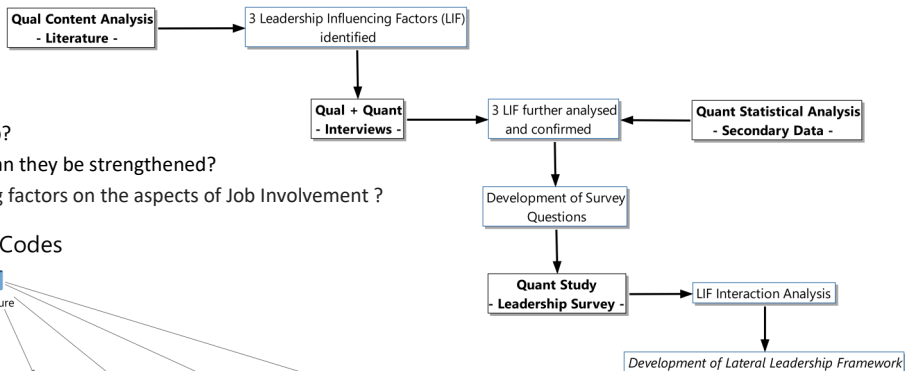 Qual Content Analysis
- Literature -
3 Leadership Influencing Factors (LIF)
identified
Qual + Quant
- Interviews -
3 LIF further analysed
and confirmed
Quant Statistical Analysis
- Secondary Data -
?
an they be strengthened?
g factors on the aspects of Job Involvement ?
Development of Survey
Questions
Codes
ure
Quant Study
- Leadership Survey -
LIF Interaction Analysis
Development of Lateral Leadership Framework